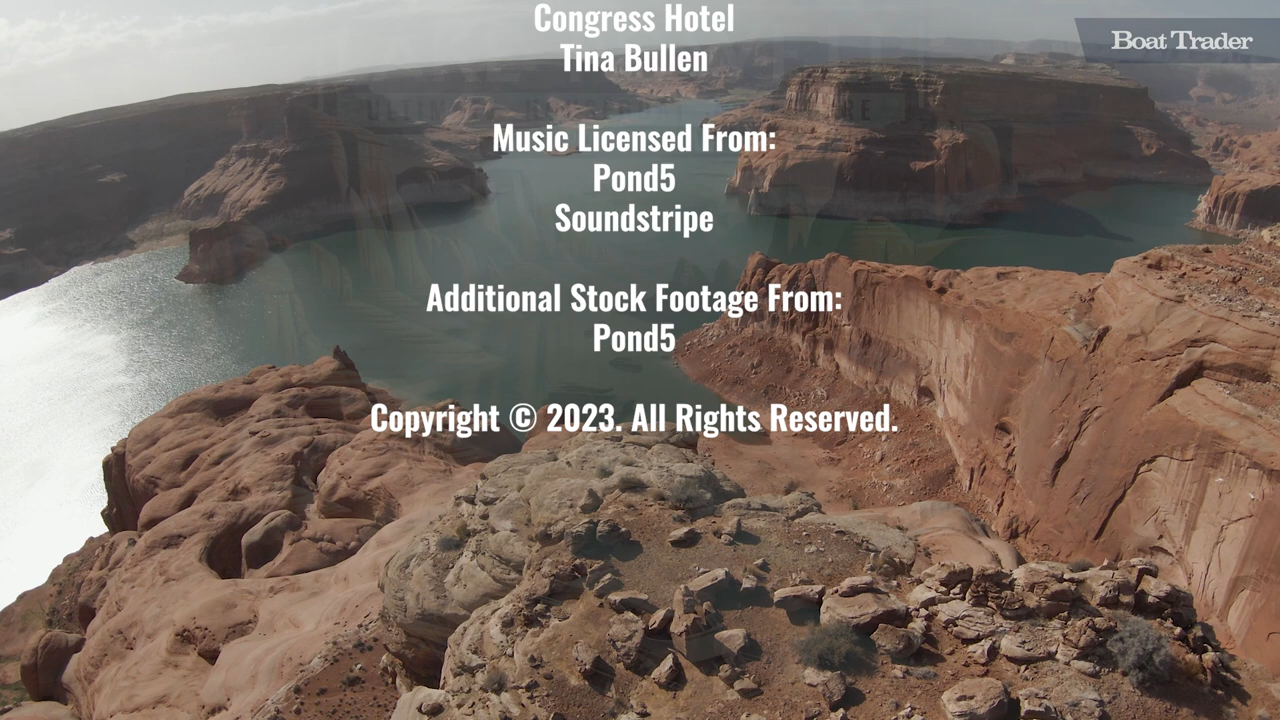 Congress Hotel
Boat Trader
Tina Bullen
Music Licensed From:
Pond5
Soundstripe
Additional Stock Footage From:
Pond5
Copyright © 2023. All Rights Reserved.